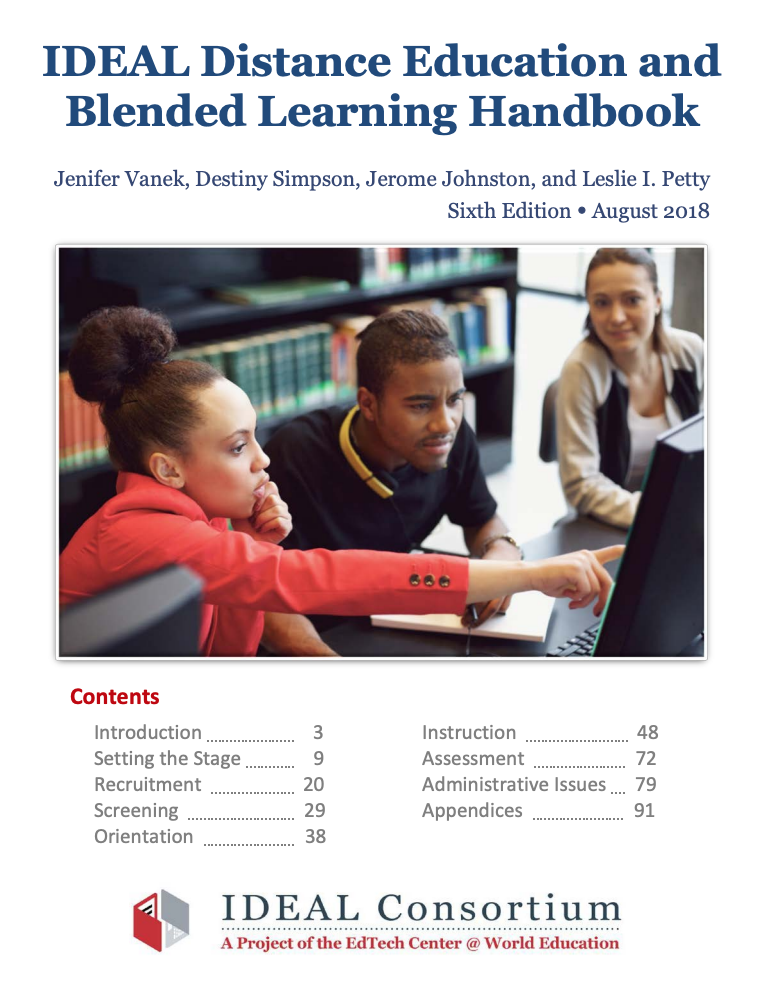 IDEAL Distance Education and
Blended Learning Handbook
Jenifer Vanek, Destiny Simpson, Jerome Johnston, and Leslie I. Petty
Sixth Edition • August 2018
Contents
Introduction 3
Setting the Stage 9
Recruitment 20
Screening 29
Orientation 38
Instruction 48
Assessment 72
Administrative Issues 79
Appendices 91
IDEAL Consortium
A Project of the EdTech Center @ World Education